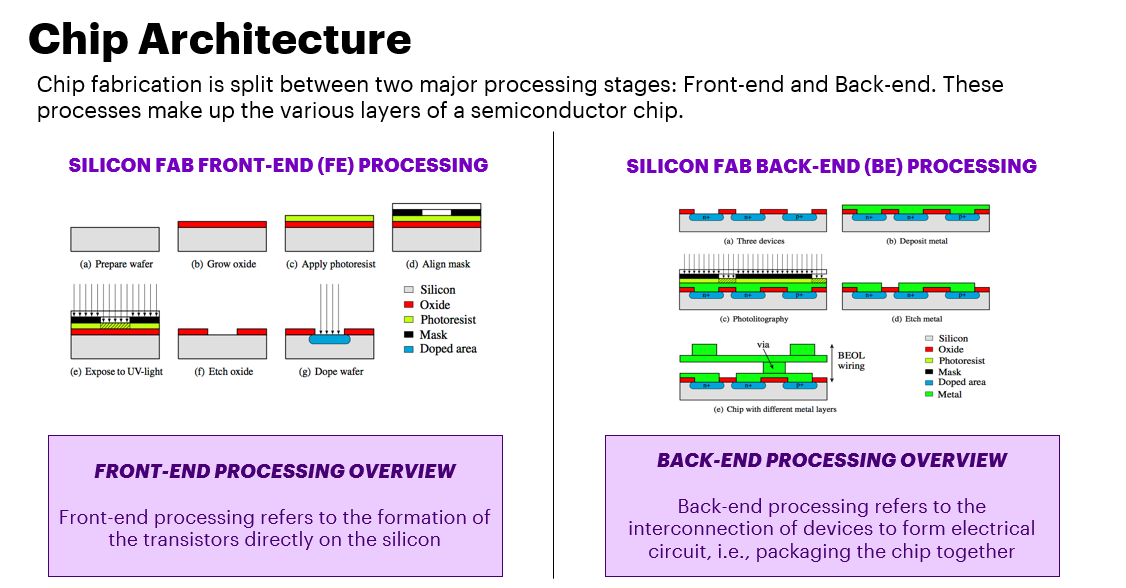 Chip Architecture
Chip fabrication is split between two major processing stages: Front-end and Back-end. These
processes make up the various layers of a semiconductor chip.
SILICON FAB FRONT-END (FE) PROCESSING
(a) Prepare wafer
(b) Grow oxide
(c) Apply photoresist
(d) Align mask
Silicon
Oxide
Photoresist
Mask
Doped area
(e) Expose to UV-light
(f) Etch oxide
(g) Dope wafer
FRONT-END PROCESSING OVERVIEW
Front-end processing refers to the formation of
the transistors directly on the silicon
SILICON FAB BACK-END (BE) PROCESSING
n+ n+ p+
n+ n+ p+
(a) Three devices
(b) Deposit metal
n+ n+ p+
n+ n+ p+
(c) Photolitography
(d) Etch metal
via
BEOL
wiring
n+ n+ p+
(e) Chip with different metal layers
Silicon
Oxide
Photoresist
Mask
Doped area
Metal
BACK-END PROCESSING OVERVIEW
Back-end processing refers to the
interconnection of devices to form electrical
circuit, i.e., packaging the chip together